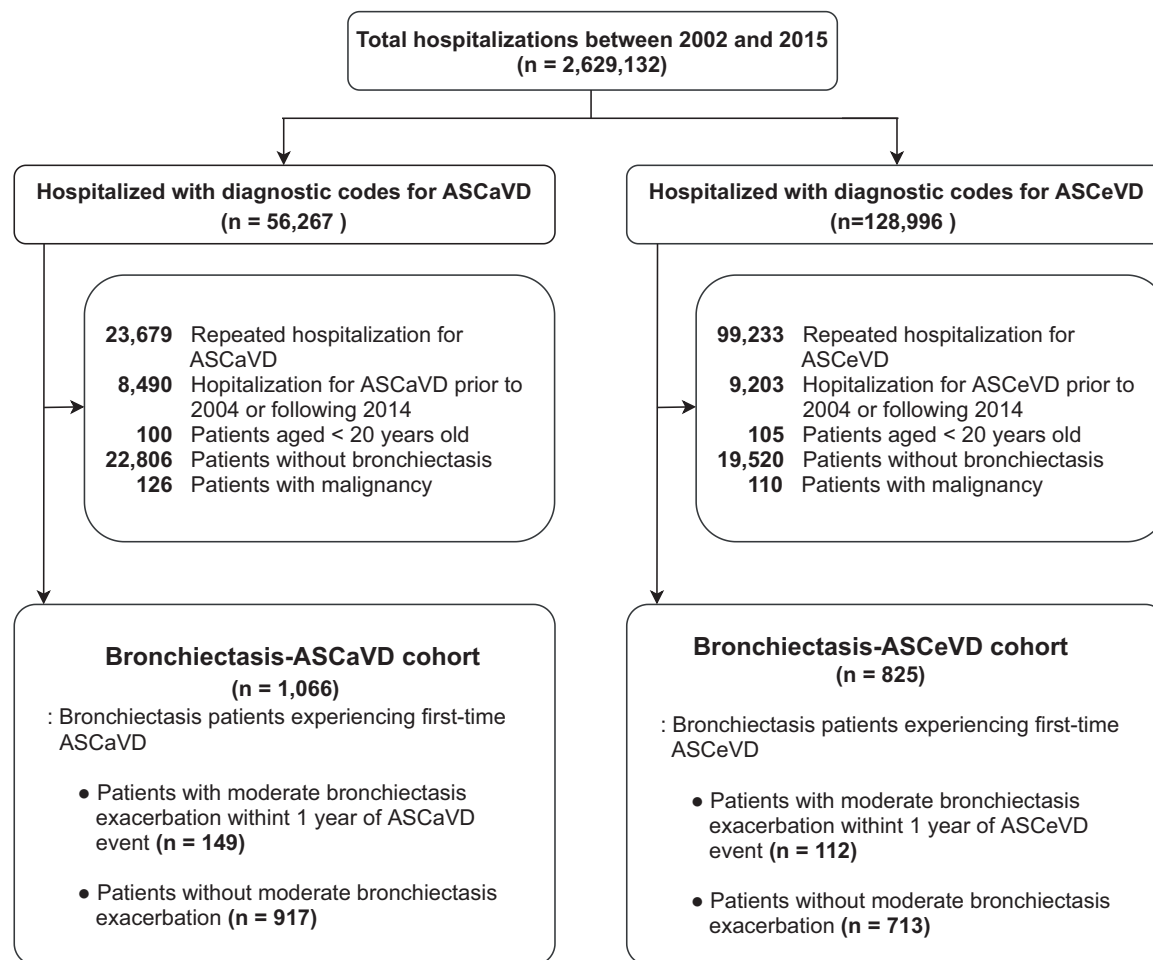 Total hospitalizations between 2002 and 2015
(n = 2,629,132)
Hospitalized with diagnostic codes for ASCaVD
(n = 56,267 )
23,679 Repeated hospitalization for
ASCaVD
8,490 Hopitalization for ASCaVD prior to
2004 or following 2014
100 Patients aged < 20 years old
22,806 Patients without bronchiectasis
126 Patients with malignancy
Bronchiectasis-ASCaVD cohort
(n = 1,066)
: Bronchiectasis patients experiencing first-time
ASCaVD
● Patients with moderate bronchiectasis
exacerbation withint 1 year of ASCaVD
event (n = 149)
● Patients without moderate bronchiectasis
exacerbation (n = 917)
Hospitalized with diagnostic codes for ASCeVD
(n=128,996 )
99,233 Repeated hospitalization for
ASCeVD
9,203 Hopitalization for ASCeVD prior to
2004 or following 2014
105 Patients aged < 20 years old
19,520 Patients without bronchiectasis
110 Patients with malignancy
Bronchiectasis-ASCeVD cohort
(n = 825)
: Bronchiectasis patients experiencing first-time
ASCeVD
● Patients with moderate bronchiectasis
exacerbation withint 1 year of ASCeVD
event (n = 112)
● Patients without moderate bronchiectasis
exacerbation (n = 713)